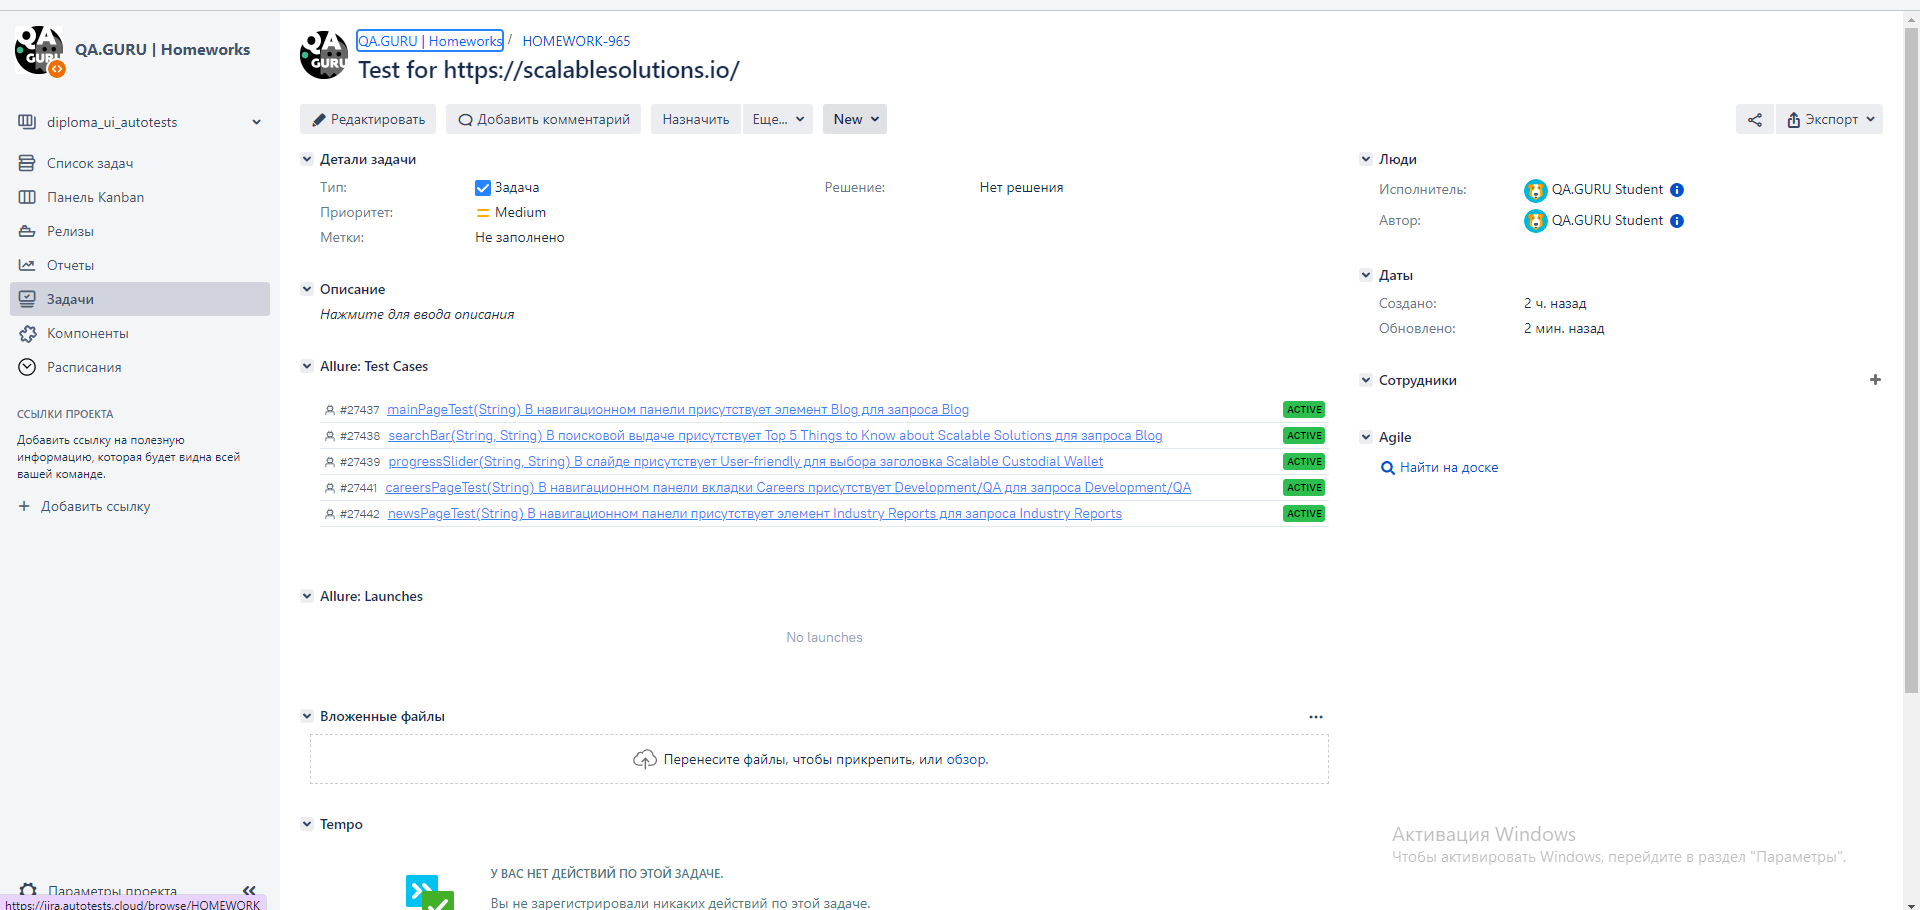 QA.GURU | Homeworks
diploma_ui_autotests
Список задач
Панель Kanban
Релизы
Отчеты
Задачи
Компоненты
Расписания
ССЫЛКИ ПРОЕКТА
Добавить ссылку на полезную
информацию, которая будет видна всей
вашей команде.
+ Добавить ссылку
Параметры проекта
https://jira.autotests.cloud/browse/HOMEWORK
QA GURU
QA.GURU | Homeworks / HOMEWORK-965
Test for https://scalablesolutions.io/
Редактировать Добавить комментарий Назначить Еще... New Экспорт
Детали задачи
Тип: Задача Решение: Нет решения
Приоритет: Medium
Метки: Не заполнено
Описание
Нажмите для ввода описания
Allure: Test Cases
#27437 mainPageTest(String) В навигационном панели присутствует элемент Blog для запроса Blog ACTIVE
#27438 searchBar(String, String) В поисковой выдаче присутствует Top 5 Things to Know about Scalable Solutions для запроса Blog ACTIVE
#27439 progressSlider(String, String) В слайде присутствует User-friendly для выбора заголовка Scalable Custodial Wallet ACTIVE
#27441 careersPageTest(String) В навигационном панели вкладки Careers присутствует Development/QA для запроса Development/QA ACTIVE
#27442 newsPageTest(String) В навигационном панели присутствует элемент Industry Reports для запроса Industry Reports ACTIVE
Allure: Launches
No launches
Вложенные файлы
Перенесите файлы, чтобы прикрепить, или обзор.
Tempo
У ВАС НЕТ ДЕЙСТВИЙ ПО ЭТОЙ ЗАДАЧЕ.
Вы не зарегистрировали никаких действий по этой задаче.
Люди
Исполнитель: QA.GURU Student
Автор: QA.GURU Student
Даты
Создано: 2 ч. назад
Обновлено: 2 мин. назад
Сотрудники
Agile
Найти на доске
Активация Windows
Чтобы активировать Windows, перейдите в раздел "Параметры".